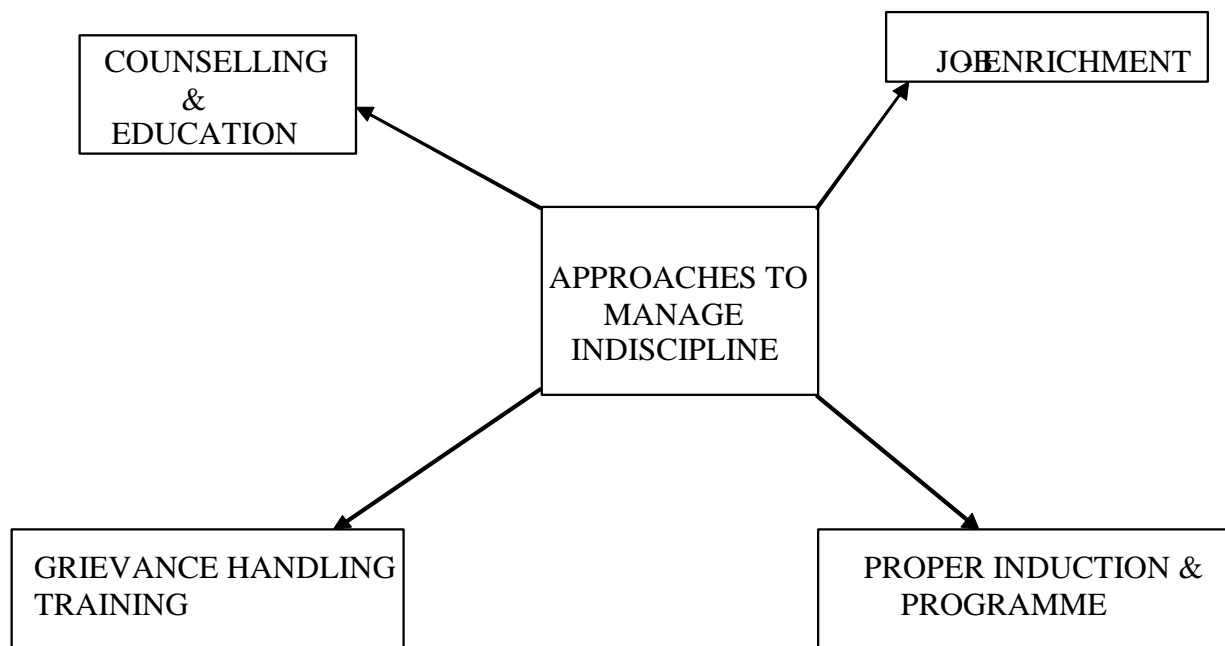 COUNSELLING
&
EDUCATION
JOB-ENRICHMENT
APPROACHES TO
MANAGE
INDISCIPLINE
GRIEVANCE HANDLING
TRAINING
PROPER INDUCTION &
PROGRAMME